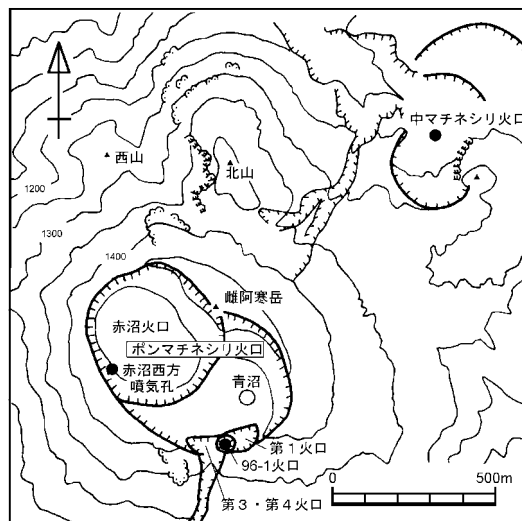 中マチネシリ火口
西山
北山
1200
1300
1400
雌阿寒岳
赤沼火口
ポンマチネシリ火口
赤沼西方
噴気孔
青沼
第1火口
96-1火口
第3・第4火口
0
500m